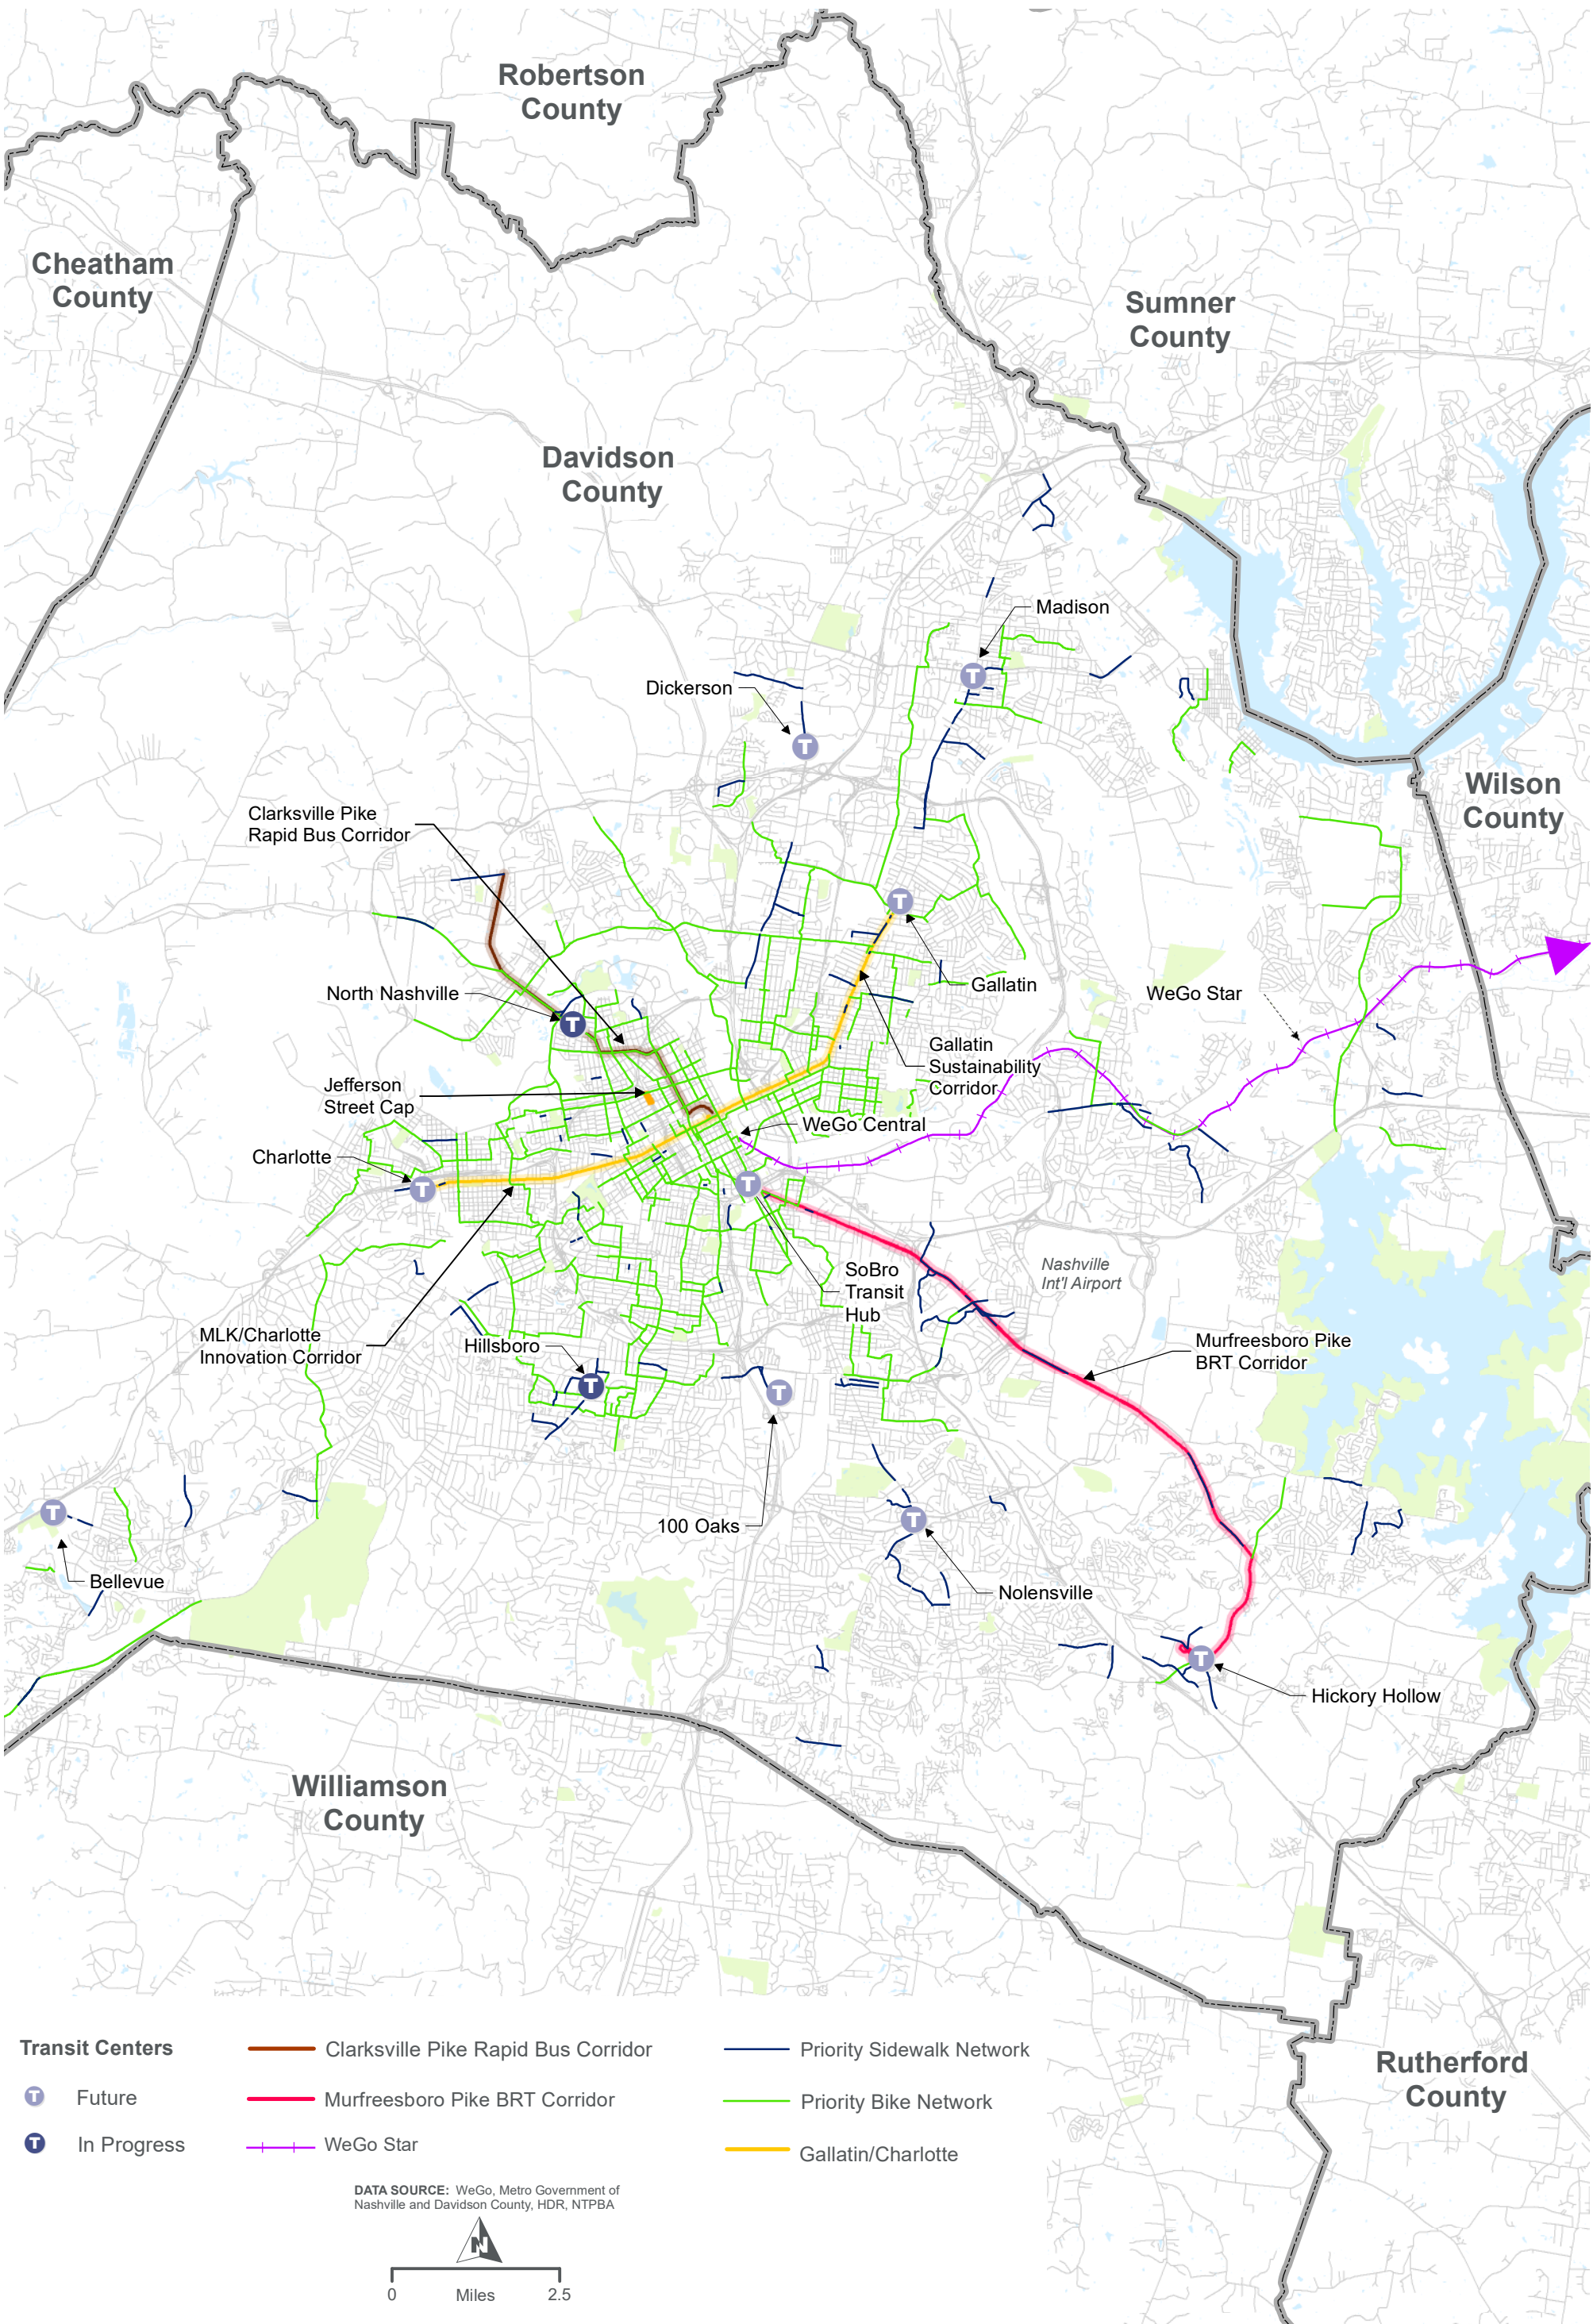 Robertson
County
Cheatham
County
Sumner
County
Davidson
County
Madison
Dickerson
Wilson
County
Clarksville Pike
Rapid Bus Corridor
North Nashville
Gallatin
WeGo Star
Gallatin
Sustainability
Corridor
Jefferson
Street Cap
WeGo Central
Charlotte
SoBro
Transit
Hub
Nashville
Int'l Airport
MLK/Charlotte
Innovation Corridor
Hillsboro
Murfreesboro Pike
BRT Corridor
100 Oaks
Bellevue
Nolensville
Hickory Hollow
Williamson
County
Rutherford
County
Transit Centers
T Future
T In Progress
Clarksville Pike Rapid Bus Corridor
Murfreesboro Pike BRT Corridor
WeGo Star
Priority Sidewalk Network
Priority Bike Network
Gallatin/Charlotte
DATA SOURCE: WeGo, Metro Government of
Nashville and Davidson County, HDR, NTPBA
N
0 Miles 2.5